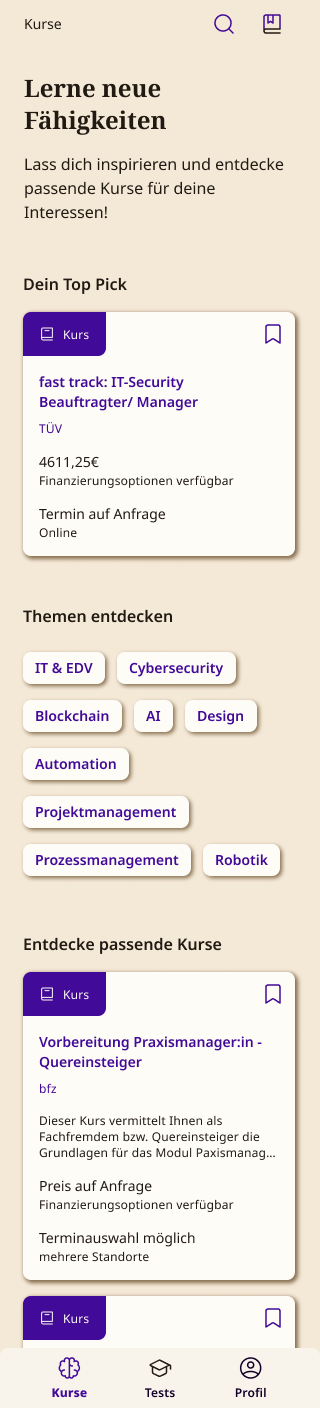 Kurse
Lerne neue
Fähigkeiten
Lass dich inspirieren und entdecke
passende Kurse für deine
Interessen!
Dein Top Pick
Kurs
fast track: IT-Security
Beauftragter/ Manager
TÜV
4611,25€
Finanzierungsoptionen verfügbar
Termin auf Anfrage
Online
Themen entdecken
IT & EDV Cybersecurity
Blockchain AI Design
Automation
Projektmanagement
Prozessmanagement Robotik
Entdecke passende Kurse
Kurs
Vorbereitung Praxismanager:in -
Quereinsteiger
bfz
Dieser Kurs vermittelt Ihnen als
Fachfremdem bzw. Quereinsteiger die
Grundlagen für das Modul Paxismanag...
Preis auf Anfrage
Finanzierungsoptionen verfügbar
Terminauswahl möglich
mehrere Standorte
Kurs
Kurse Tests Profil